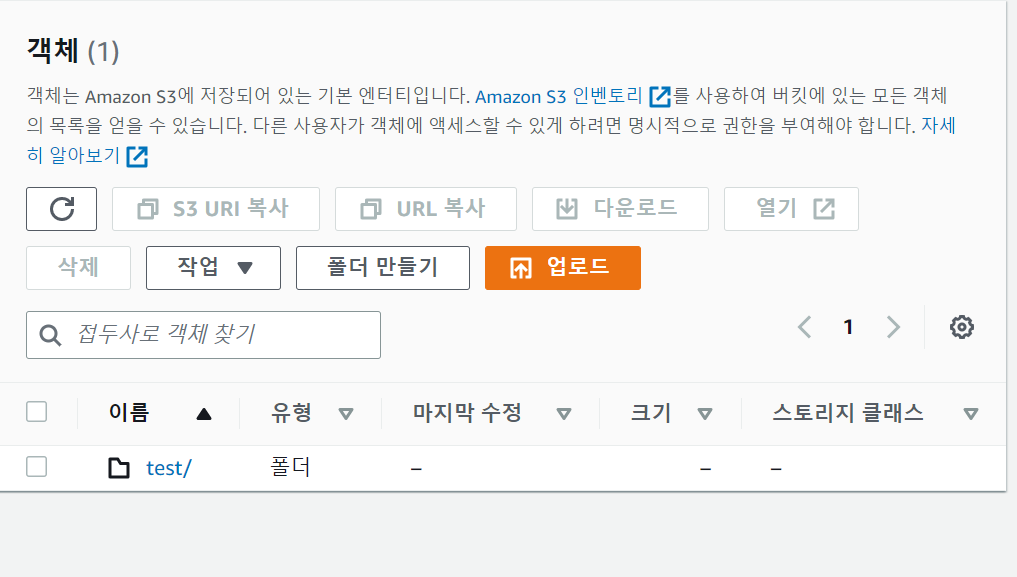 객체 (1)
객체는 Amazon S3에 저장되어 있는 기본 엔터티입니다. Amazon S3 인벤토리 를 사용하여 버킷에 있는 모든 객체
의 목록을 얻을 수 있습니다. 다른 사용자가 객체에 액세스할 수 있게 하려면 명시적으로 권한을 부여해야 합니다. 자세
히 알아보기
S3 URI 복사 URL 복사 다운로드 열기
삭제 작업 폴더 만들기 업로드
접두사로 객체 찾기 1
이름 유형 마지막 수정 크기 스토리지 클래스
test/ 폴더 – – –